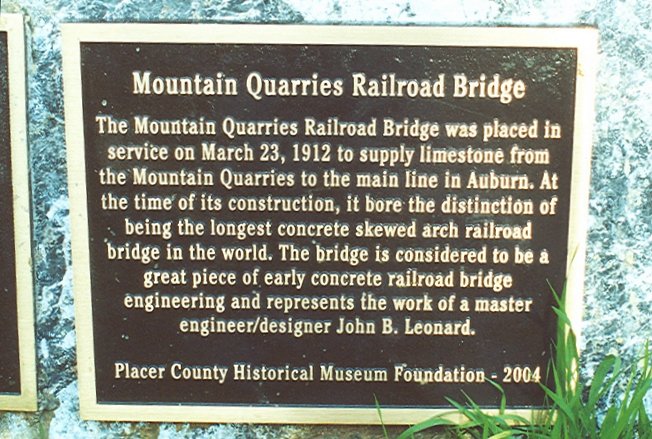 Mountain Quarries Railroad Bridge
The Mountain Quarries Railroad Bridge was placed in
service on March 23, 1912 to supply limestone from
the Mountain Quarries to the main line in Auburn. At
the time of its construction, it bore the distinction of
being the longest concrete skewed arch railroad
bridge in the world. The bridge is considered to be a
great piece of early concrete railroad bridge
engineering and represents the work of a master
engineer/designer John B. Leonard.
Placer County Historical Museum Foundation - 2004